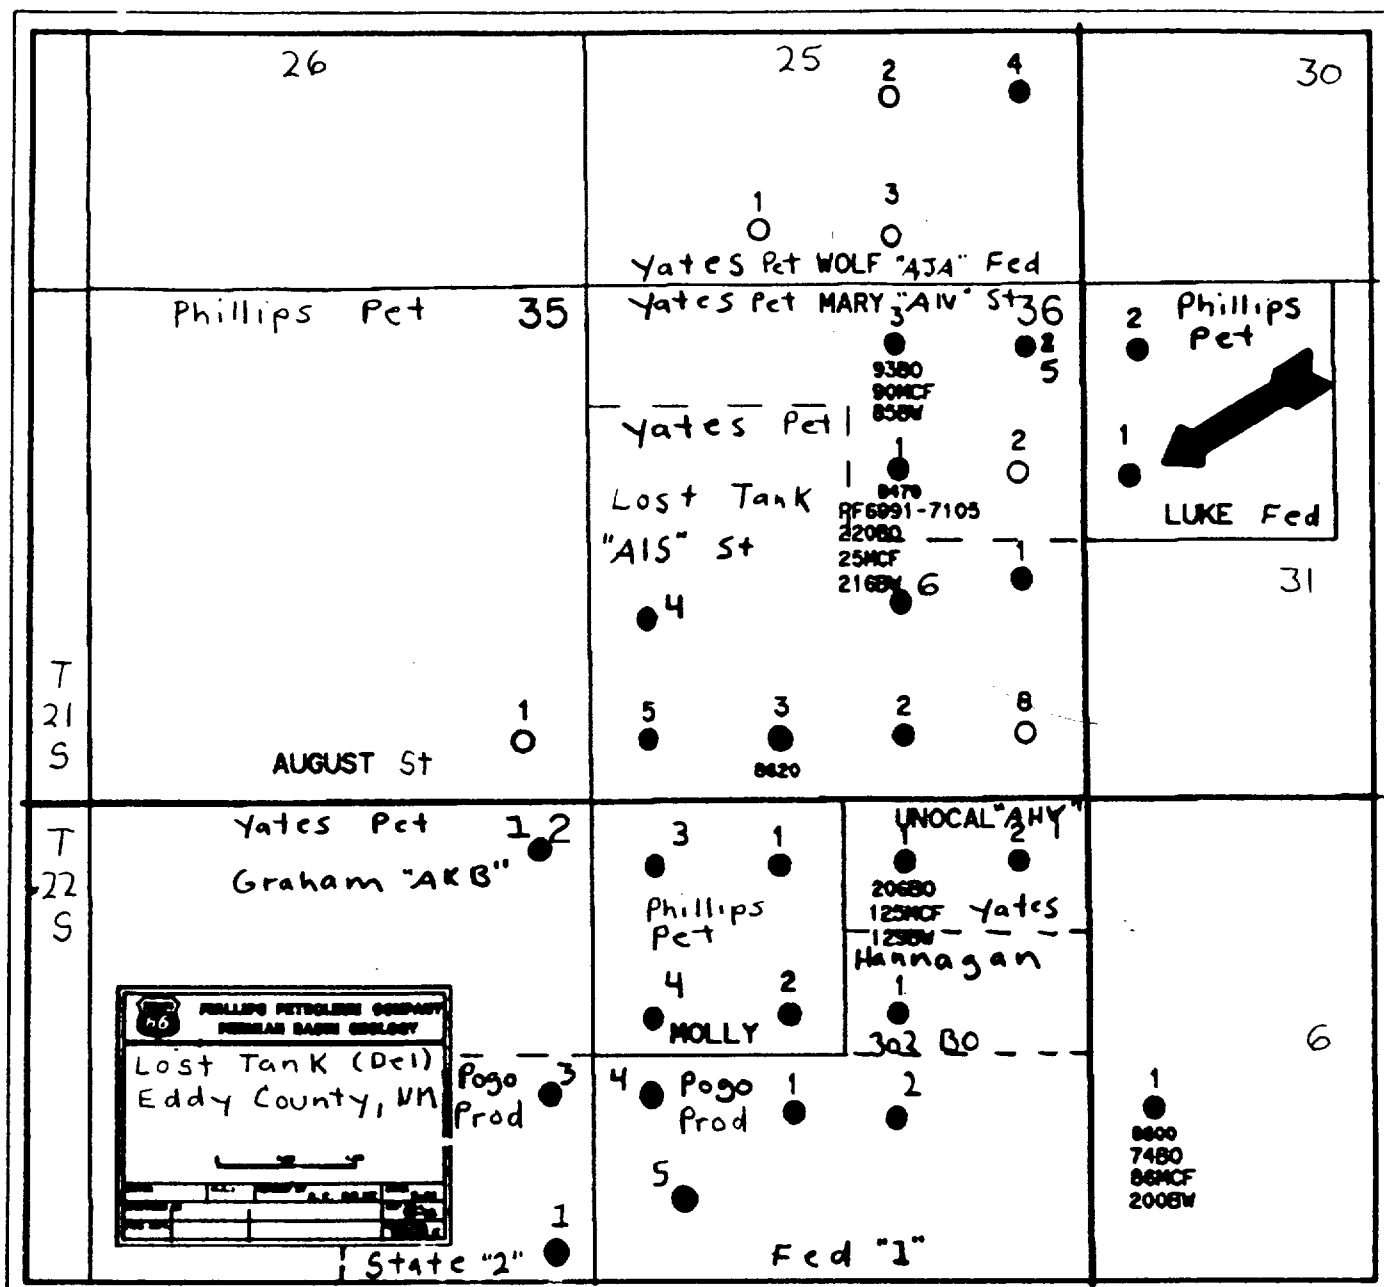 26
25
30
2
4
1
3
Yates Pet WOLF "AJA" Fed
Phillips Pet 35
Yates Pet MARY "AIV" St 36
3
93BO
90MCF
85BW
5
2
Phillips
Pet
1
LUKE Fed
Yates Pet
Lost Tank
"AIS" St
1
RF6991-7105
220BO
25MCF
216BW
2
1
6
4
31
T
21
S
1
AUGUST St
5
3
8620
2
8
T
22
S
Yates Pet
1 2
Graham "AKB"
3
1
Phillips
Pet
4
2
MOLLY
UNOCAL "AHY"
1
2
206BO
125MCF Yates
129BW
Hannagan
1
302 BO
6
PHILLIPS PETROLEUM COMPANY
PERMIAN BASIN GEOLOGY
66
Lost Tank (Del)
Eddy County, NM
Pogo
Prod
3
4
Pogo
Prod
1
2
5
1
State "2"
Fed "1"
1
8600
74BO
86MCF
200BW